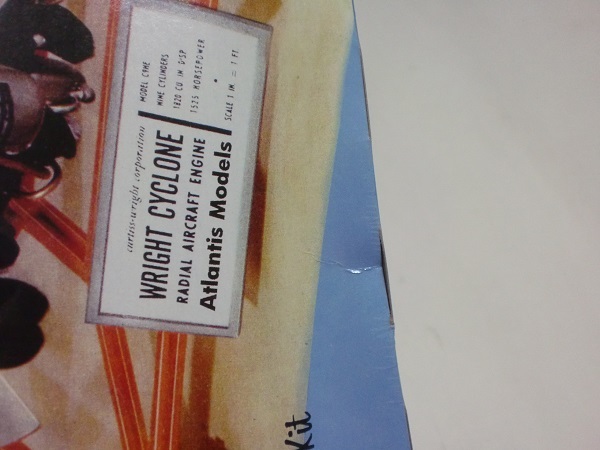 curtiss-wright corporation
WRIGHT CYCLONE
RADIAL AIRCRAFT ENGINE
Atlantis Models
MODEL C9HE
NINE CYLINDERS
1820 CU IN DISP
1525 HORSEPOWER
SCALE 1 IN = 1 FT
Kit